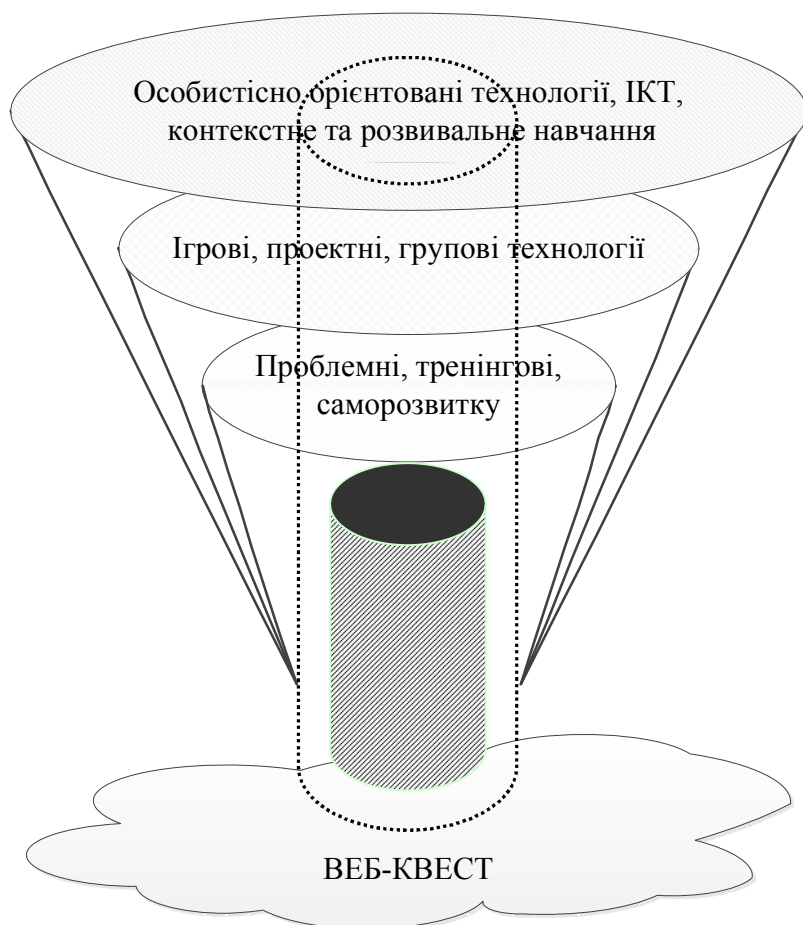 Особистісно орієнтовані технології, ІКТ,
контекстне та розвивальне навчання
Ігрові, проектні, групові технології
Проблемні, тренінгові,
саморозвитку
ВЕБ-КВЕСТ